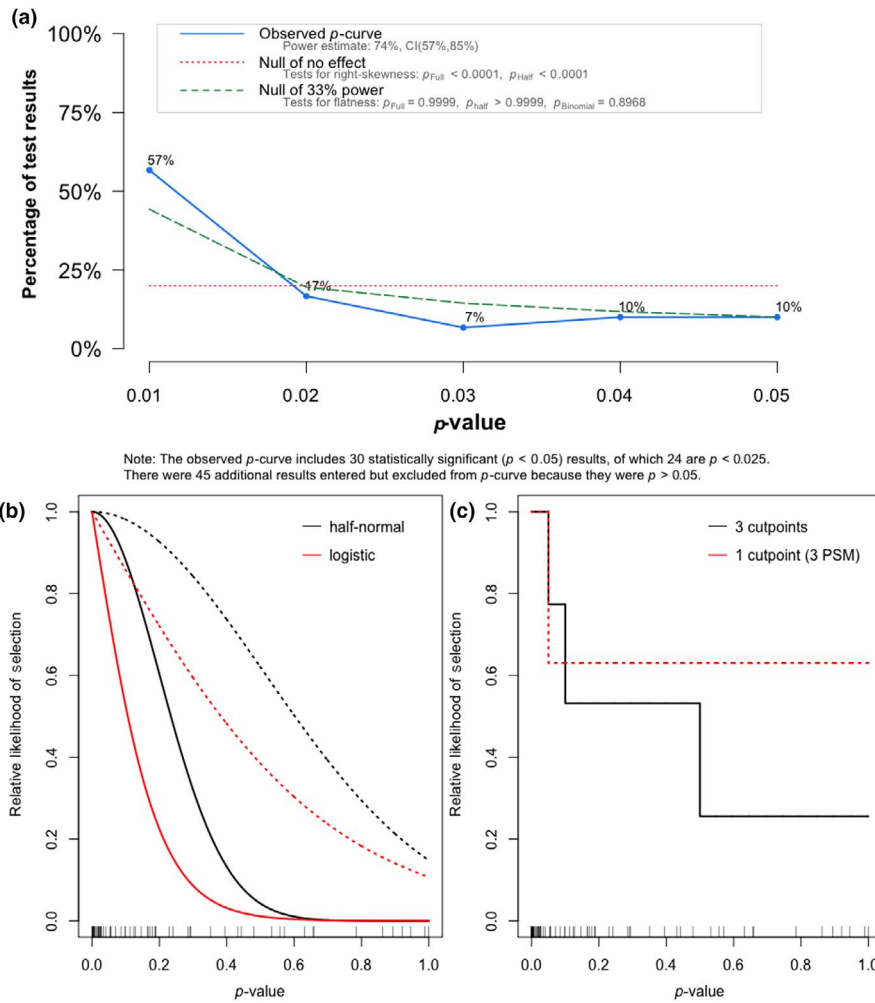 (a)
100%
75%
50%
25%
0%
Percentage of test results
Observed p-curve
Power estimate: 74%, CI(57%,85%)
Null of no effect
Tests for right-skewness: pFull < 0.0001, pHalf < 0.0001
Null of 33% power
Tests for flatness: pFull = 0.9999, phalf > 0.9999, pBinomial = 0.8968
57%
17%
7%
10%
10%
0.01 0.02 0.03 0.04 0.05
p-value
Note: The observed p-curve includes 30 statistically significant (p < 0.05) results, of which 24 are p < 0.025.
There were 45 additional results entered but excluded from p-curve because they were p > 0.05.
(b)
half-normal
logistic
Relative likelihood of selection
1.0
0.8
0.6
0.4
0.2
0.0
0.0 0.2 0.4 0.6 0.8 1.0
p-value
(c)
3 cutpoints
1 cutpoint (3 PSM)
Relative likelihood of selection
1.0
0.8
0.6
0.4
0.2
0.0
0.0 0.2 0.4 0.6 0.8 1.0
p-value